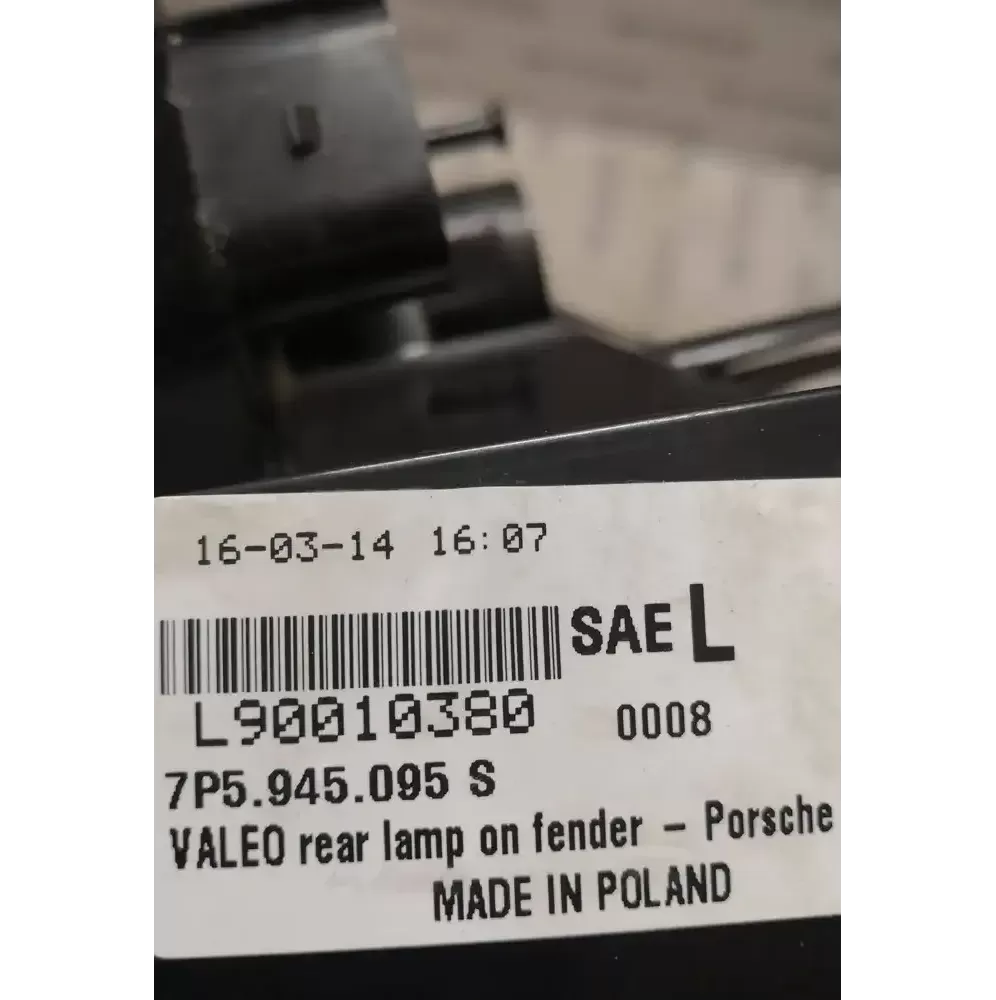 16-03-14 16:07
SAE L
L90010380 0008
7P5.945.095 S
VALEO rear lamp on fender - Porsche
MADE IN POLAND